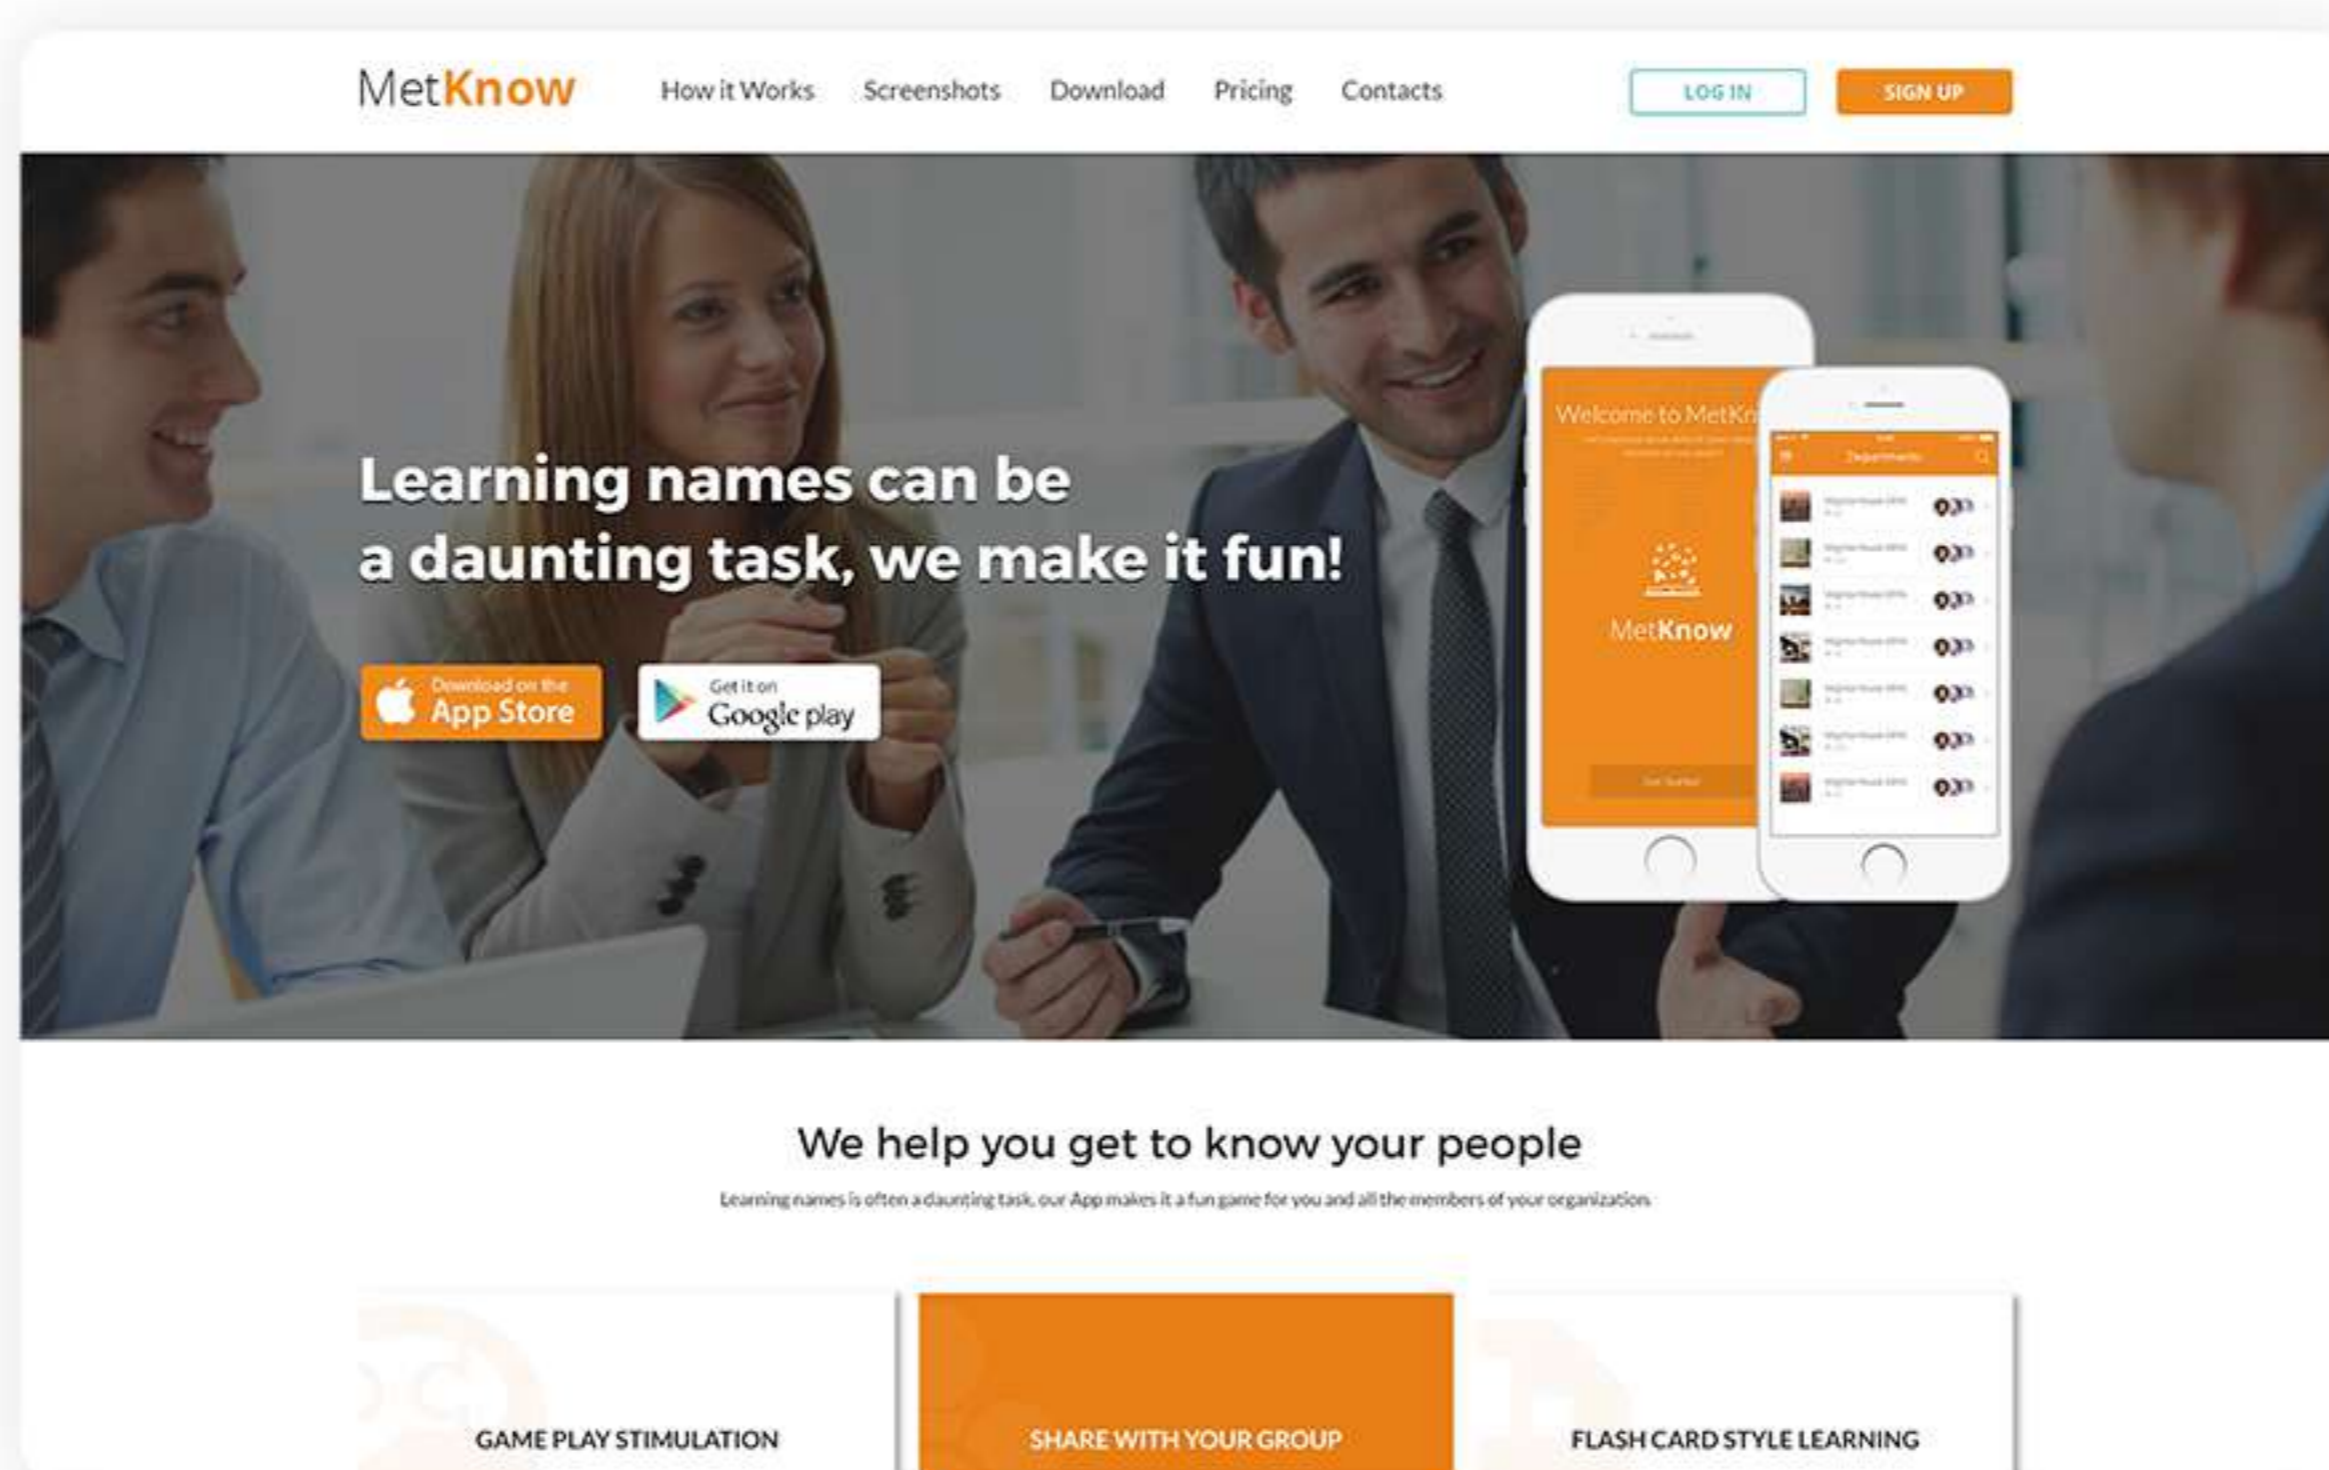 MetKnow
How it Works
Screenshots
Download
Pricing
Contacts
LOG IN
SIGN UP
Learning names can be
a daunting task, we make it fun!
Download on the
App Store
Get it on
Google play
Welcome to MetKn
MetKnow
Get Started
Departments
We help you get to know your people
Learning names is often a daunting task, our App makes it a fun game for you and all the members of your organization.
GAME PLAY STIMULATION
SHARE WITH YOUR GROUP
FLASH CARD STYLE LEARNING